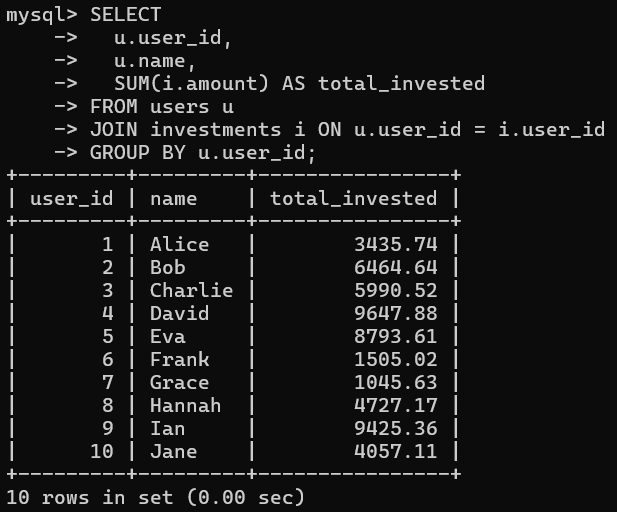 mysql> SELECT
    ->   u.user_id,
    ->   u.name,
    ->   SUM(i.amount) AS total_invested
    -> FROM users u
    -> JOIN investments i ON u.user_id = i.user_id
    -> GROUP BY u.user_id;
+---------+---------+----------------+
| user_id | name    | total_invested |
+---------+---------+----------------+
|       1 | Alice   |        3435.74 |
|       2 | Bob     |        6464.64 |
|       3 | Charlie |        5990.52 |
|       4 | David   |        9647.88 |
|       5 | Eva     |        8793.61 |
|       6 | Frank   |        1505.02 |
|       7 | Grace   |        1045.63 |
|       8 | Hannah  |        4727.17 |
|       9 | Ian     |        9425.36 |
|      10 | Jane    |        4057.11 |
+---------+---------+----------------+
10 rows in set (0.00 sec)